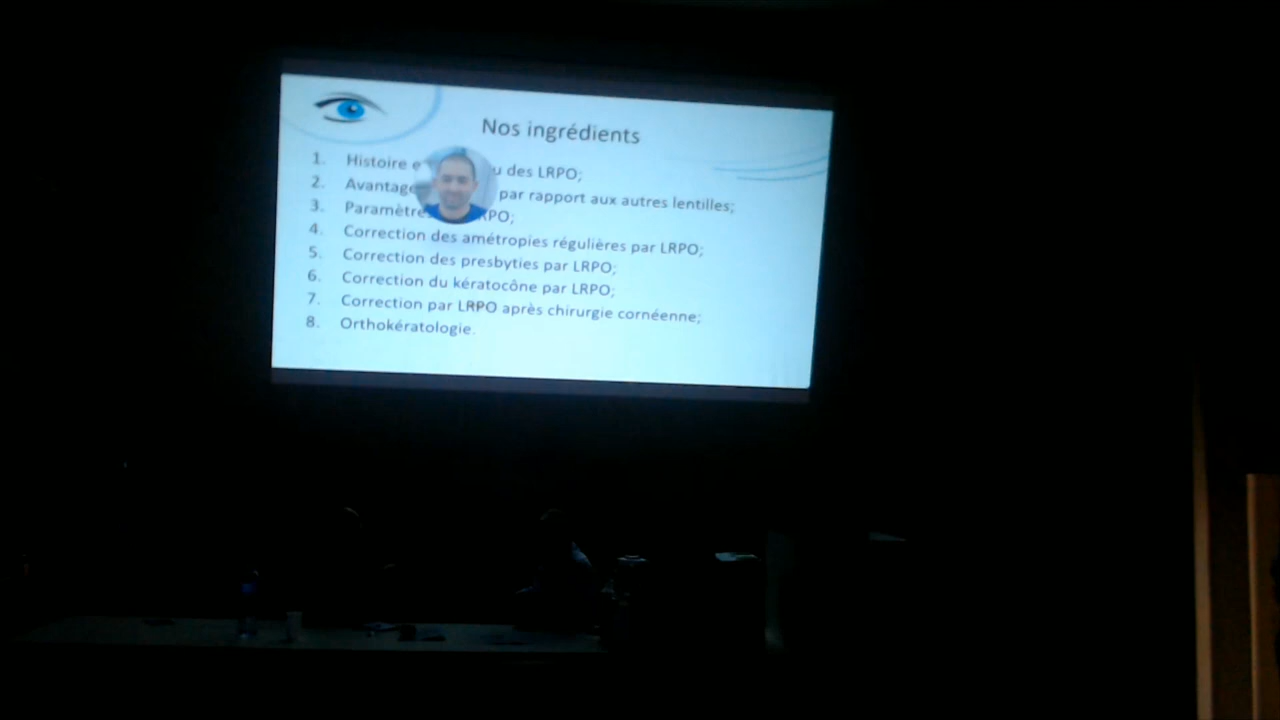 Nos ingrédients
1. Histoire e u des LRPO;
2. Avantage par rapport aux autres lentilles;
3. Paramètre RPO;
4. Correction des amétropies régulières par LRPO;
5. Correction des presbyties par LRPO;
6. Correction du kératocône par LRPO;
7. Correction par LRPO après chirurgie cornéenne;
8. Orthokératologie.